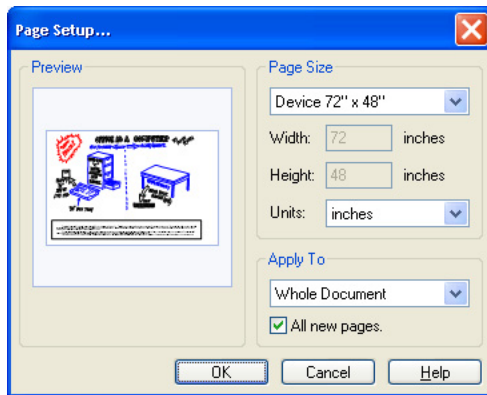 Page Setup...
Preview
Page Size
Device 72" x 48"
Width: 72 inches
Height: 48 inches
Units: inches
Apply To
Whole Document
All new pages.
OK Cancel Help